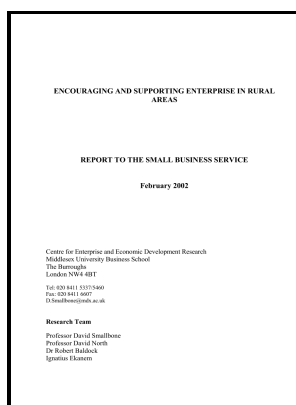 ENCOURAGING AND SUPPORTING ENTERPRISE IN RURAL
AREAS
REPORT TO THE SMALL BUSINESS SERVICE
February 2002
Centre for Enterprise and Economic Development Research
Middlesex University Business School
The Burroughs
London NW4 4BT
Tel: 020 8411 5337/5460
Fax: 020 8411 6607
D.Smallbone@mdx.ac.uk
Research Team
Professor David Smallbone
Professor David North
Dr Robert Baldock
Ignatius Ekanem